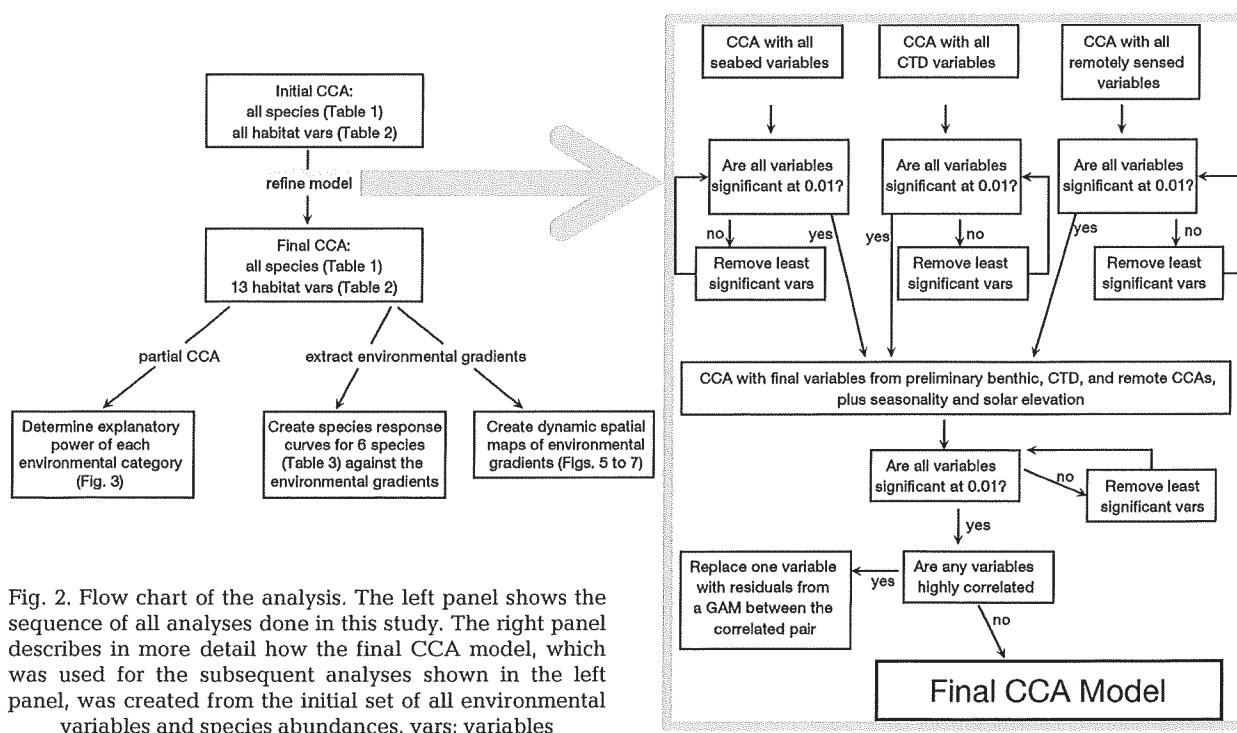 Initial CCA:
all species (Table 1)
all habitat vars (Table 2)
refine model
Final CCA:
all species (Table 1)
13 habitat vars (Table 2)
partial CCA
extract environmental gradients
Determine explanatory
power of each
environmental category
(Fig. 3)
Create species response
curves for 6 species
(Table 3) against the
environmental gradients
Create dynamic spatial
maps of environmental
gradients (Figs. 5 to 7)
Fig. 2. Flow chart of the analysis. The left panel shows the
sequence of all analyses done in this study. The right panel
describes in more detail how the final CCA model, which
was used for the subsequent analyses shown in the left
panel, was created from the initial set of all environmental
variables and species abundances. vars: variables
CCA with all
seabed variables
CCA with all
CTD variables
CCA with all
remotely sensed
variables
Are all variables
significant at 0.01?
Are all variables
significant at 0.01?
Are all variables
significant at 0.01?
no
yes
yes
no
yes
no
Remove least
significant vars
Remove least
significant vars
Remove least
significant vars
CCA with final variables from preliminary benthic, CTD, and remote CCAs,
plus seasonality and solar elevation
Are all variables
significant at 0.01?
no
Remove least
significant vars
yes
Replace one variable
with residuals from
a GAM between the
correlated pair
yes
Are any variables
highly correlated
no
Final CCA Model